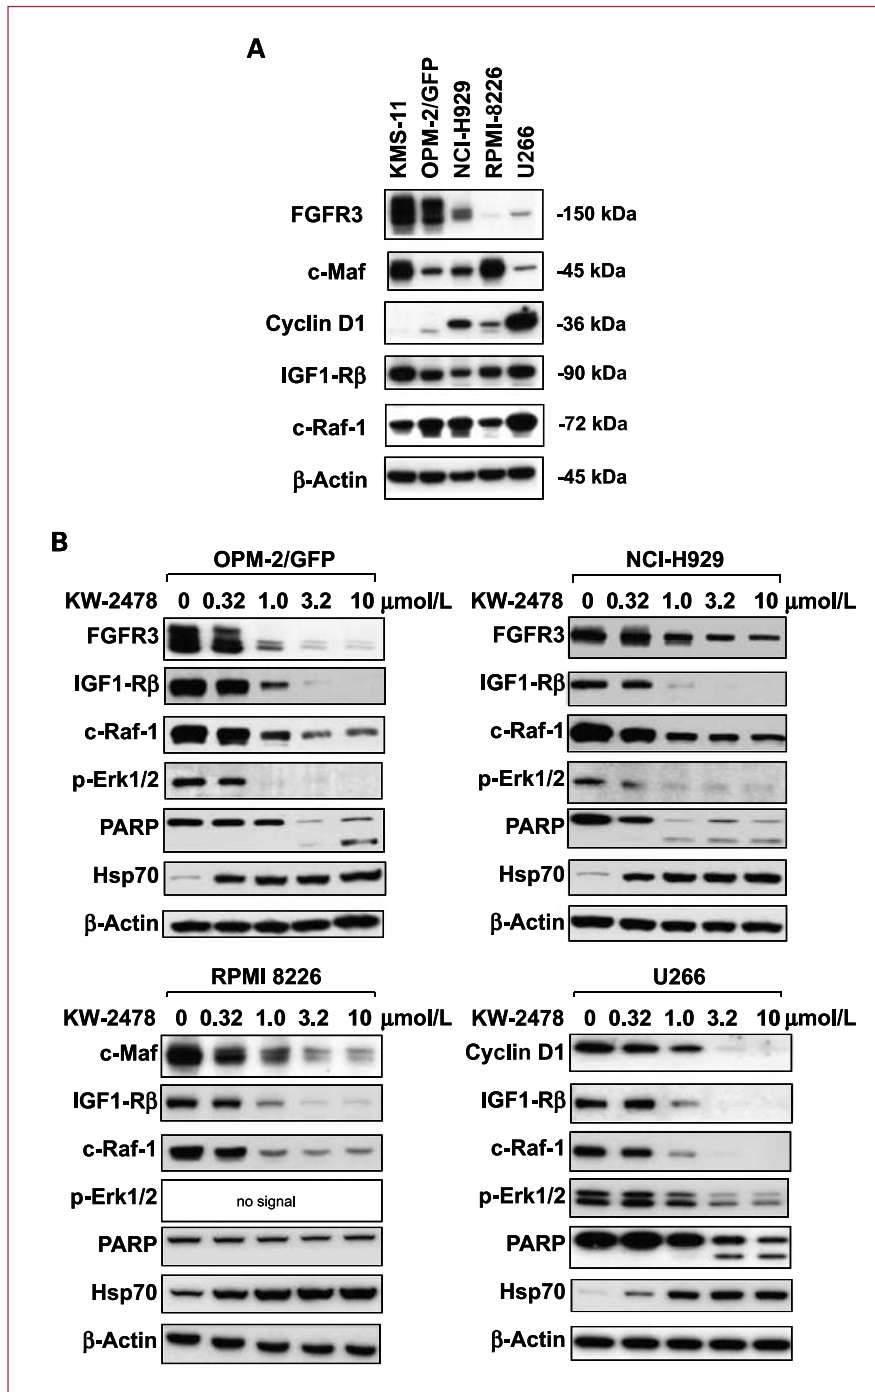 A
KMS-11
OPM-2/GFP
NCI-H929
RPMI-8226
U266
FGFR3 -150 kDa
c-Maf -45 kDa
Cyclin D1 -36 kDa
IGF1-Rβ -90 kDa
c-Raf-1 -72 kDa
β-Actin -45 kDa
B
OPM-2/GFP
KW-2478 0 0.32 1.0 3.2 10 μmol/L
FGFR3
IGF1-Rβ
c-Raf-1
p-Erk1/2
PARP
Hsp70
β-Actin
NCI-H929
KW-2478 0 0.32 1.0 3.2 10 μmol/L
FGFR3
IGF1-Rβ
c-Raf-1
p-Erk1/2
PARP
Hsp70
β-Actin
RPMI 8226
KW-2478 0 0.32 1.0 3.2 10 μmol/L
c-Maf
IGF1-Rβ
c-Raf-1
p-Erk1/2 no signal
PARP
Hsp70
β-Actin
U266
KW-2478 0 0.32 1.0 3.2 10 μmol/L
Cyclin D1
IGF1-Rβ
c-Raf-1
p-Erk1/2
PARP
Hsp70
β-Actin